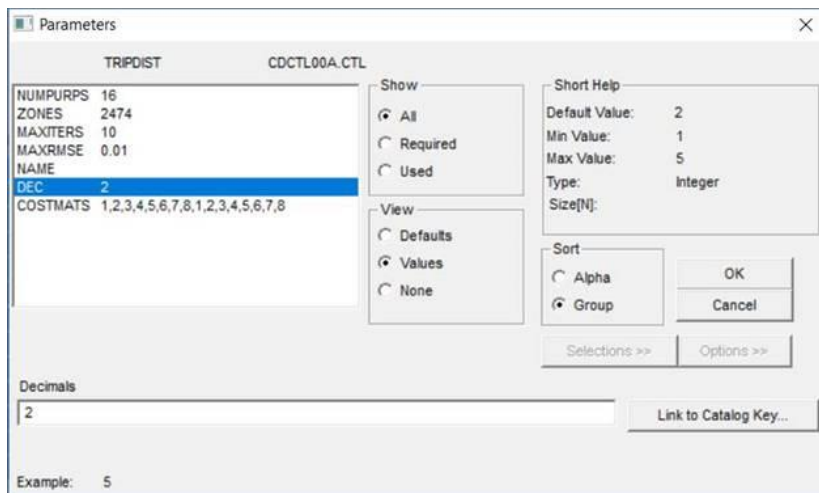 Parameters
TRIPDIST CDCTL00A.CTL
NUMPURPS 16
ZONES 2474
MAXITERS 10
MAXRMSE 0.01
NAME
DEC 2
COSTMATS 1,2,3,4,5,6,7,8,1,2,3,4,5,6,7,8
Show
All
Required
Used
View
Defaults
Values
None
Short Help
Default Value: 2
Min Value: 1
Max Value: 5
Type: Integer
Size[N]:
Sort
Alpha
Group
OK
Cancel
Selections >> Options >>
Decimals
2
Link to Catalog Key...
Example: 5